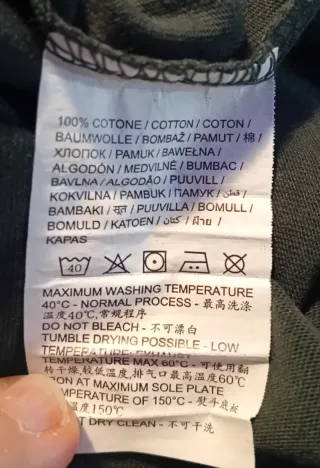 100% COTONE / COTTON / COTON /
BAUMWOLLE / BOMBAŽ / PAMUT / 棉 /
ХЛОПОК / PAMUK / BAWEŁNA /
ALGODÓN / MEDVILNĖ / BUMBAC /
BAVLNA / ALGODÃO / PUUVILL /
KOKVILNA / PAMBUK / ПАМУК / قطن /
BAMBAKI / सूत / PUUVILLA / BOMULL /
BOMULD / KATOEN / کتان / ฝ้าย /
KAPAS
40
MAXIMUM WASHING TEMPERATURE
40°C - NORMAL PROCESS - 最高洗涤
温度40℃,常规程序
DO NOT BLEACH - 不可漂白
TUMBLE DRYING POSSIBLE - LOW
TEMPERATURE: EXHAUST
TEMPERATURE MAX 60°C - 可使用翻
转干燥,较低温度,排气口最高温度60℃
IRON AT MAXIMUM SOLE PLATE
TEMPERATURE OF 150°C - 熨斗底板
温度150℃
DRY CLEAN - 不可干洗